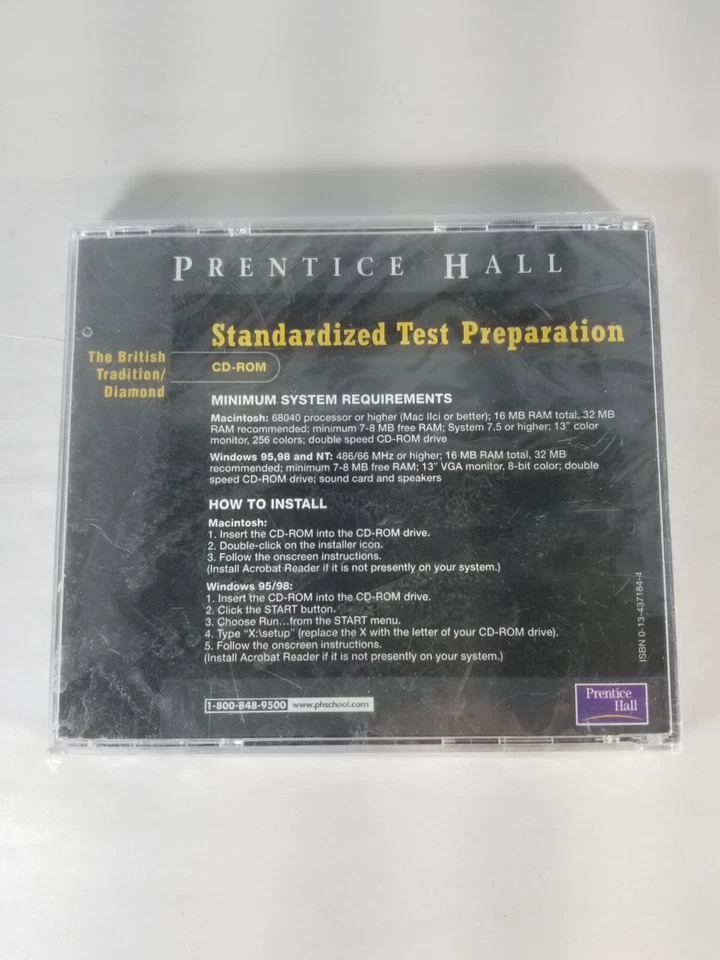 PRENTICE HALL
Standardized Test Preparation
The British
Tradition/
Diamond
CD-ROM
MINIMUM SYSTEM REQUIREMENTS
Macintosh: 68040 processor or higher (Mac IIci or better); 16 MB RAM total, 32 MB
RAM recommended; minimum 7-8 MB free RAM; System 7.5 or higher; 13" color
monitor, 256 colors; double speed CD-ROM drive
Windows 95,98 and NT: 486/66 MHz or higher; 16 MB RAM total, 32 MB
recommended; minimum 7-8 MB free RAM; 13" VGA monitor, 8-bit color; double
speed CD-ROM drive; sound card and speakers
HOW TO INSTALL
Macintosh:
1. Insert the CD-ROM into the CD-ROM drive.
2. Double-click on the installer icon.
3. Follow the onscreen instructions.
(Install Acrobat Reader if it is not presently on your system.)
Windows 95/98:
1. Insert the CD-ROM into the CD-ROM drive.
2. Click the START button.
3. Choose Run...from the START menu.
4. Type "X:\setup" (replace the X with the letter of your CD-ROM drive).
5. Follow the onscreen instructions.
(Install Acrobat Reader if it is not presently on your system.)
ISBN 0-13-437184-4
1-800-848-9500 www.phschool.com
Prentice
Hall